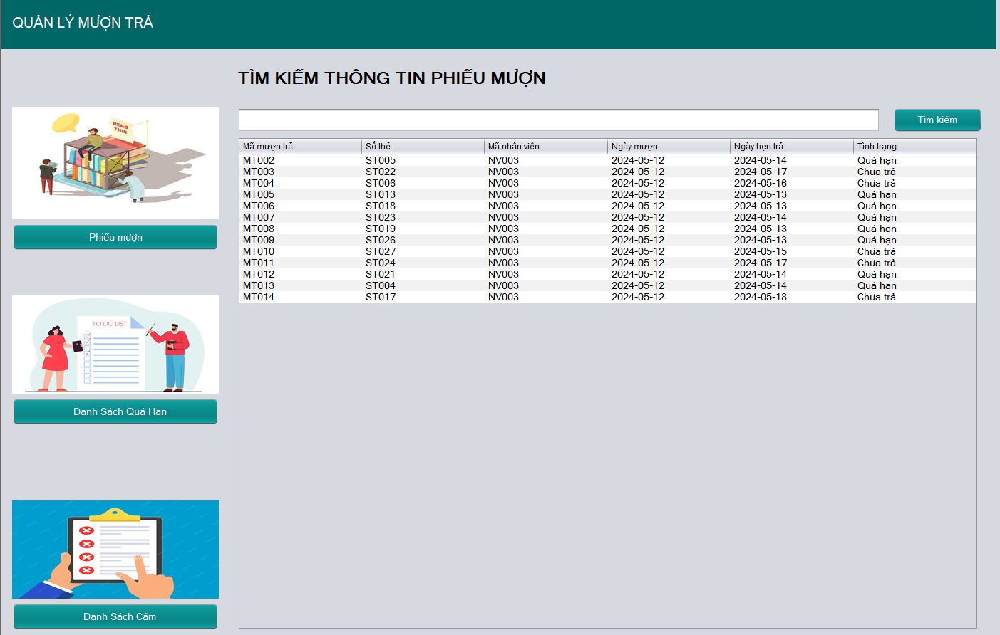 QUẢN LÝ MƯỢN TRẢ
TÌM KIẾM THÔNG TIN PHIẾU MƯỢN
Tìm kiếm
READ
THIS
Phiếu mượn
TO DO LIST
Danh Sách Quá Hạn
Danh Sách Cấm
Mã mượn trả Số thẻ Mã nhân viên Ngày mượn Ngày hẹn trả Tình trạng
MT002 ST005 NV003 2024-05-12 2024-05-14 Quá hạn
MT003 ST022 NV003 2024-05-12 2024-05-17 Chưa trả
MT004 ST006 NV003 2024-05-12 2024-05-16 Chưa trả
MT005 ST013 NV003 2024-05-12 2024-05-13 Quá hạn
MT006 ST018 NV003 2024-05-12 2024-05-13 Quá hạn
MT007 ST023 NV003 2024-05-12 2024-05-14 Quá hạn
MT008 ST019 NV003 2024-05-12 2024-05-13 Quá hạn
MT009 ST026 NV003 2024-05-12 2024-05-13 Quá hạn
MT010 ST027 NV003 2024-05-12 2024-05-15 Chưa trả
MT011 ST024 NV003 2024-05-12 2024-05-17 Chưa trả
MT012 ST021 NV003 2024-05-12 2024-05-14 Quá hạn
MT013 ST004 NV003 2024-05-12 2024-05-14 Quá hạn
MT014 ST017 NV003 2024-05-12 2024-05-18 Chưa trả